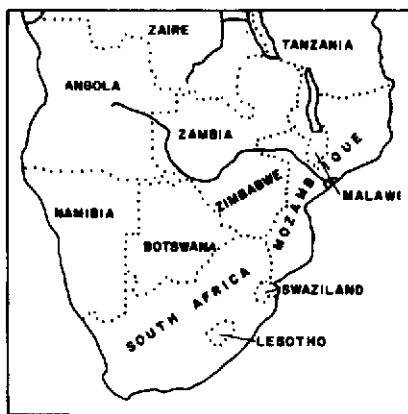 ZAIRE
TANZANIA
ANGOLA
ZAMBIA
MALAWI
ZIMBABWE
MOZAMBIQUE
NAMIBIA
BOTSWANA
SWAZILAND
SOUTH AFRICA
LESOTHO